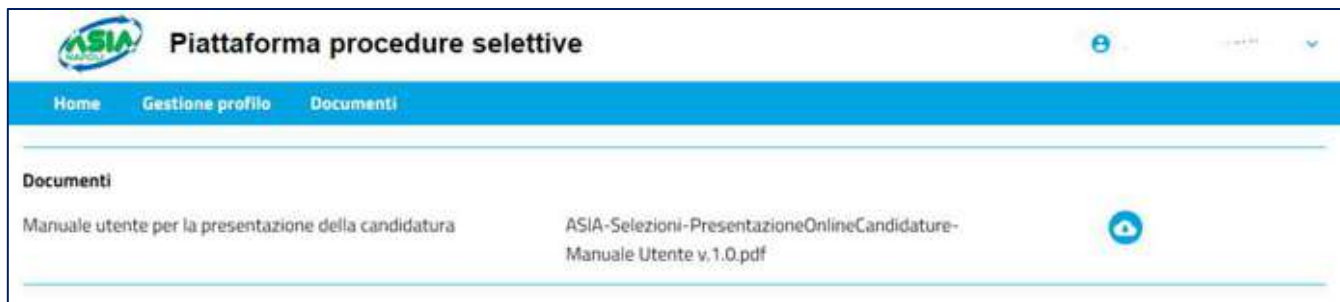 ASIA
NAPOLI
Piattaforma procedure selettive
Home Gestione profilo Documenti
Documenti
Manuale utente per la presentazione della candidatura
ASIA-Selezioni-PresentazioneOnlineCandidature-
Manuale Utente v.1.0.pdf